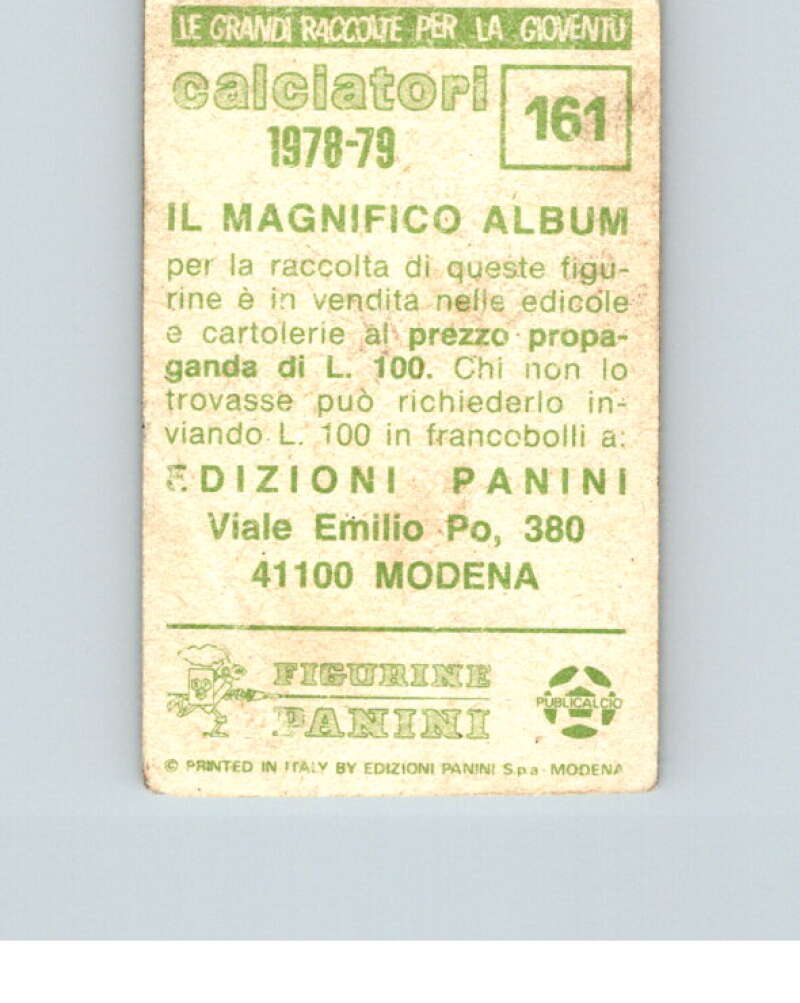 LE GRANDI RACCOLTE PER LA GIOVENTÙ
calciatori
1978-79
161
IL MAGNIFICO ALBUM
per la raccolta di queste figu-
rine è in vendita nelle edicole
e cartolerie al prezzo propa-
ganda di L. 100. Chi non lo
trovasse può richiederlo in-
viando L. 100 in francobolli a:
EDIZIONI PANINI
Viale Emilio Po, 380
41100 MODENA
FIGURINE
PANINI
PUBLICALCIO
© PRINTED IN ITALY BY EDIZIONI PANINI S.p.a - MODENA